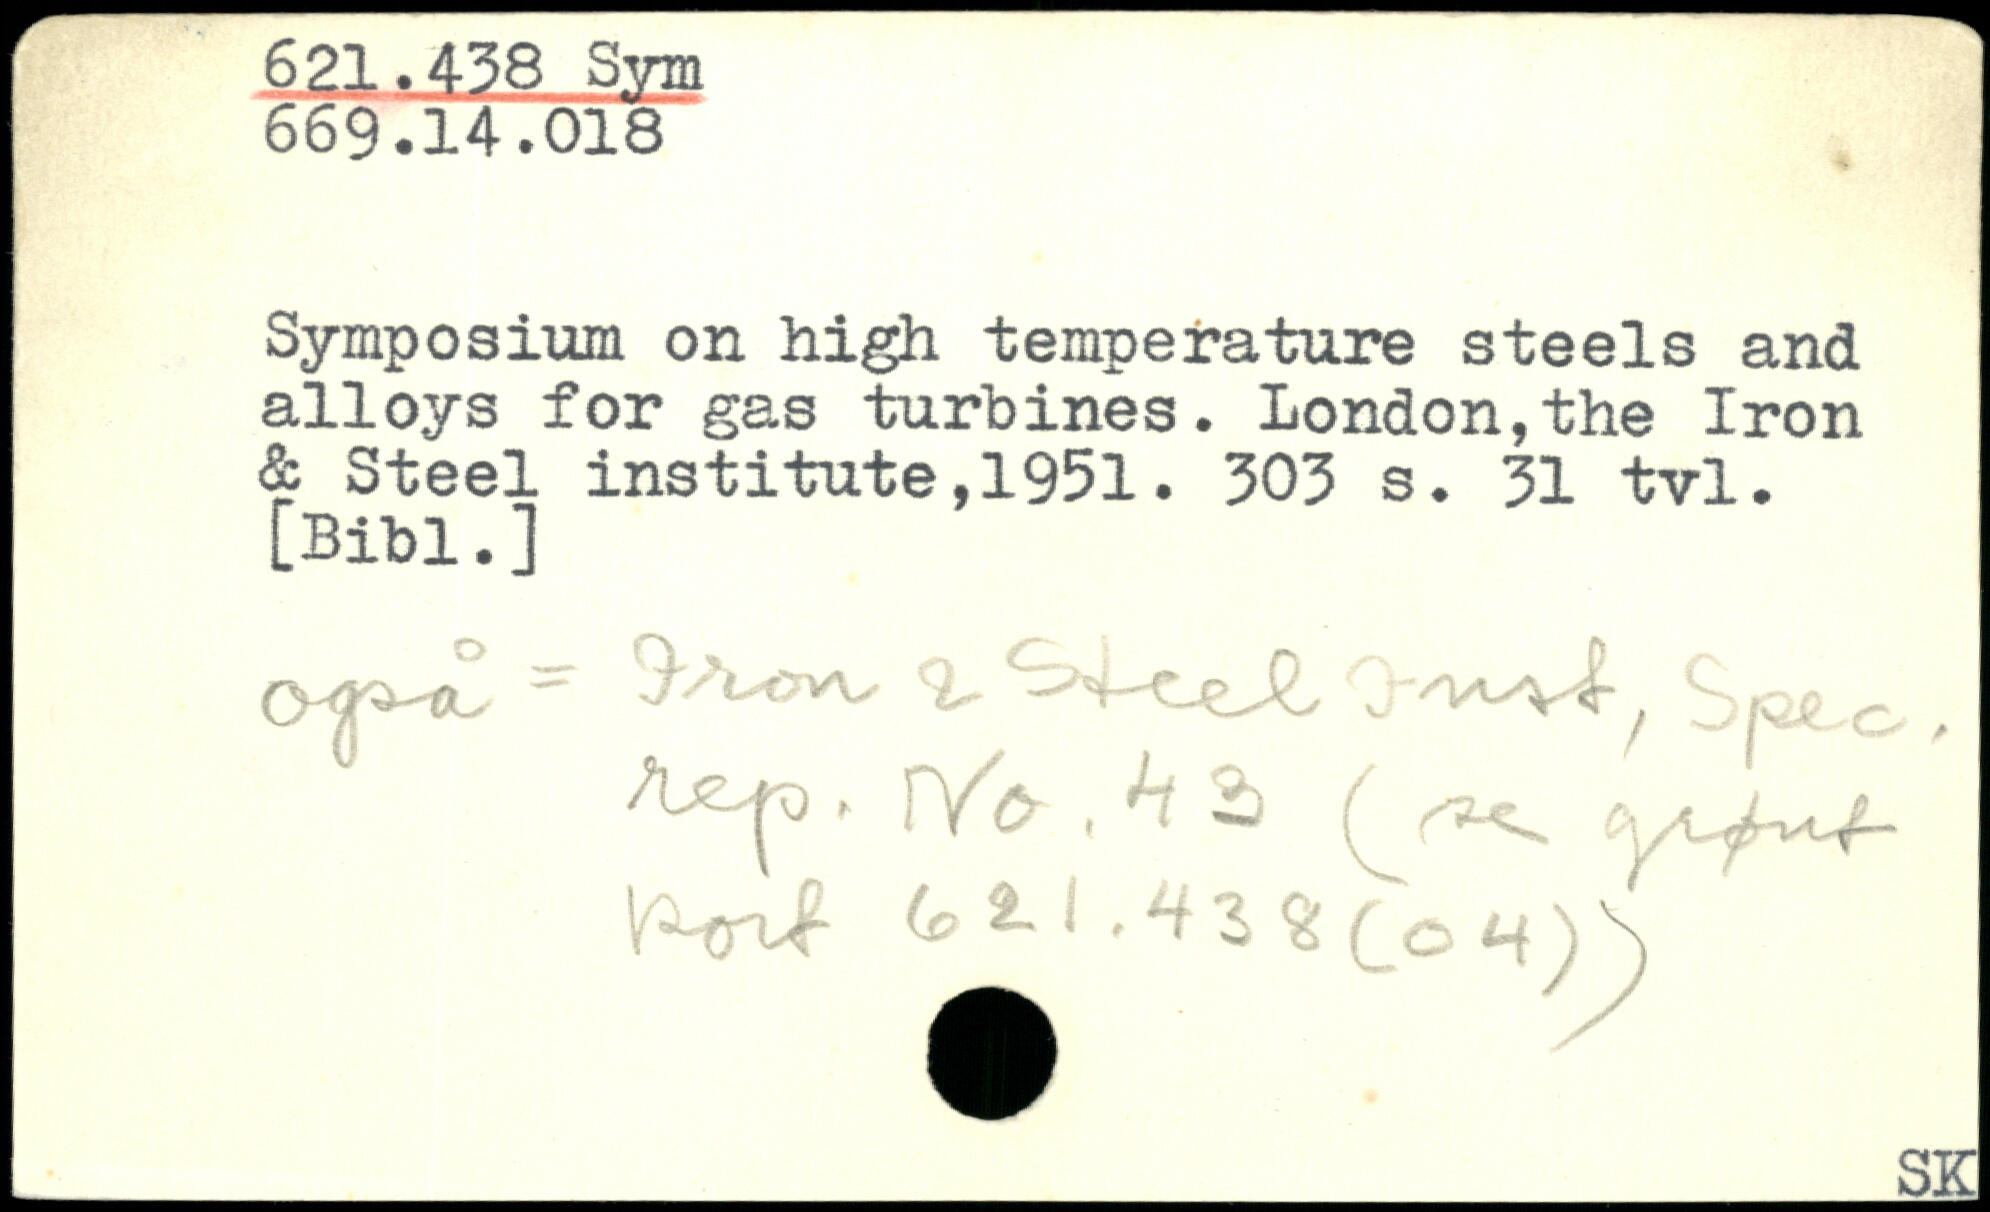 621.438 Sym
669.14.018
Symposium on high temperature steels and
alloys for gas turbines. London,the Iron
& Steel institute,1951. 303 s. 31 tvl.
[Bibl.]
også = Iron & Steel Inst, Spec.
rep. No. 43 (se grønt
kort 621.438(04))
SK